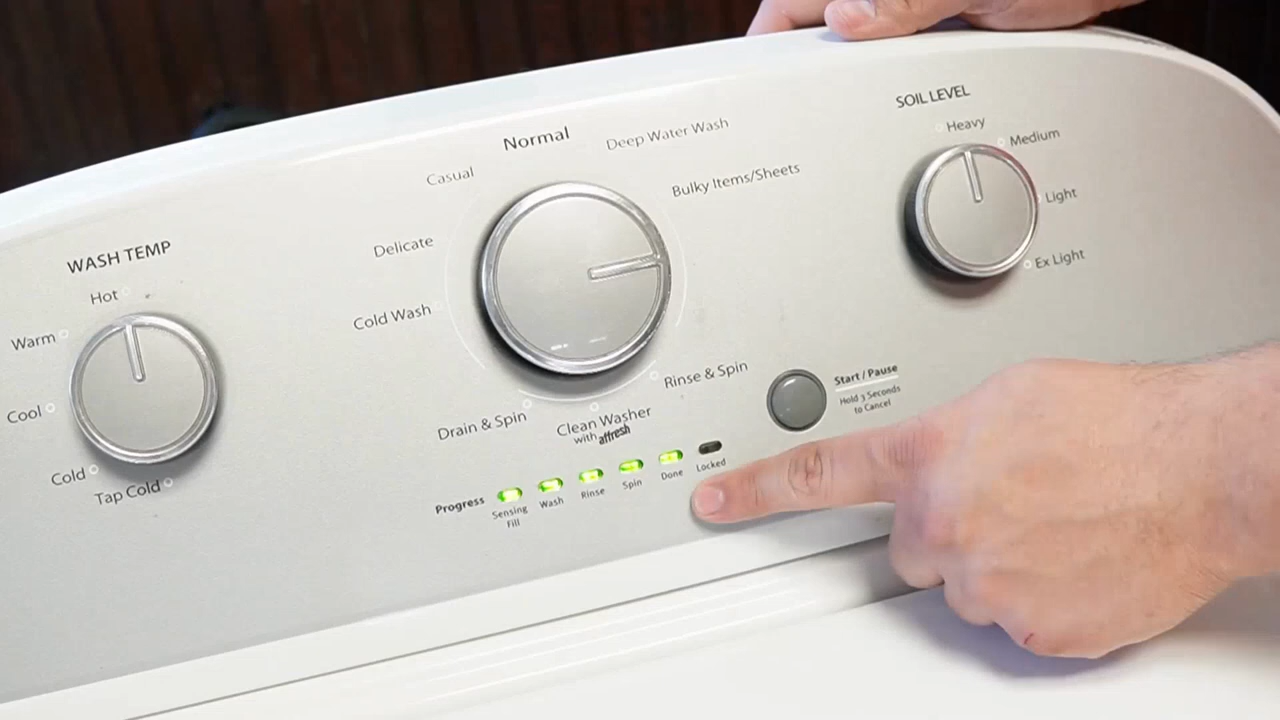 WASH TEMP
Hot
Warm
Cool
Cold
Tap Cold
Normal
Casual
Delicate
Cold Wash
Drain & Spin
Deep Water Wash
Bulky Items/Sheets
Rinse & Spin
Clean Washer
with affresh
SOIL LEVEL
Heavy
Medium
Light
Ex Light
Start / Pause
Hold 3 Seconds
to Cancel
Progress
Sensing
Fill
Wash
Rinse
Spin
Done
Locked